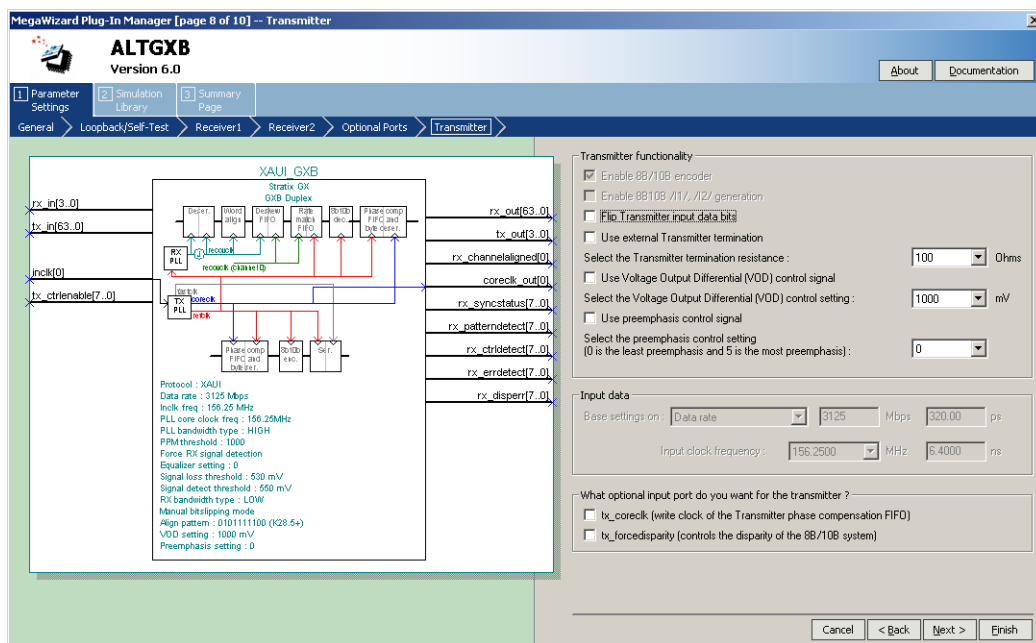 MegaWizard Plug-In Manager [page 8 of 10] -- Transmitter
ALTGXB
Version 6.0
About
Documentation
1 Parameter Settings
2 Simulation Library
3 Summary Page
General
Loopback/Self-Test
Receiver1
Receiver2
Optional Ports
Transmitter
XAUI_GXB
Stratix GX
GXB Duplex
rx_in[3..0]
tx_in[63..0]
inclk[0]
tx_ctrlenable[7..0]
Deser.
Word align
Deskew FIFO
Rate match FIFO
8b10b dec.
Phase comp FIFO and byte deser.
RX PLL
recovclk
recovclk (channel 0)
TX PLL
coreclk
refclk
Phase comp FIFO and byte ser.
8b10b enc.
Ser.
rx_out[63..0]
tx_out[3..0]
rx_channelaligned[0]
coreclk_out[0]
rx_syncstatus[7..0]
rx_patterndetect[7..0]
rx_ctrldetect[7..0]
rx_errdetect[7..0]
rx_disperr[7..0]
Protocol : XAUI
Data rate : 3125 Mbps
Inclk freq : 156.25 MHz
PLL core clock freq : 156.25MHz
PLL bandwidth type : HIGH
PPM threshold : 1000
Force RX signal detection
Equalizer setting : 0
Signal loss threshold : 530 mV
Signal detect threshold : 550 mV
RX bandwidth type : LOW
Manual bitslipping mode
Align pattern : 0101111100 (K28.5+)
VOD setting : 1000 mV
Preemphasis setting : 0
Transmitter functionality
Enable 8B/10B encoder
Enable 8B10B /I1/, /I2/ generation
Flip Transmitter input data bits
Use external Transmitter termination
Select the Transmitter termination resistance : 100 Ohms
Use Voltage Output Differential (VOD) control signal
Select the Voltage Output Differential (VOD) control setting : 1000 mV
Use preemphasis control signal
Select the preemphasis control setting
(0 is the least preemphasis and 5 is the most preemphasis) : 0
Input data
Base settings on : Data rate 3125 Mbps 320.00 ps
Input clock frequency : 156.2500 MHz 6.4000 ns
What optional input port do you want for the transmitter ?
tx_coreclk (write clock of the Transmitter phase compensation FIFO)
tx_forcedisparity (controls the disparity of the 8B/10B system)
Cancel
< Back
Next >
Finish